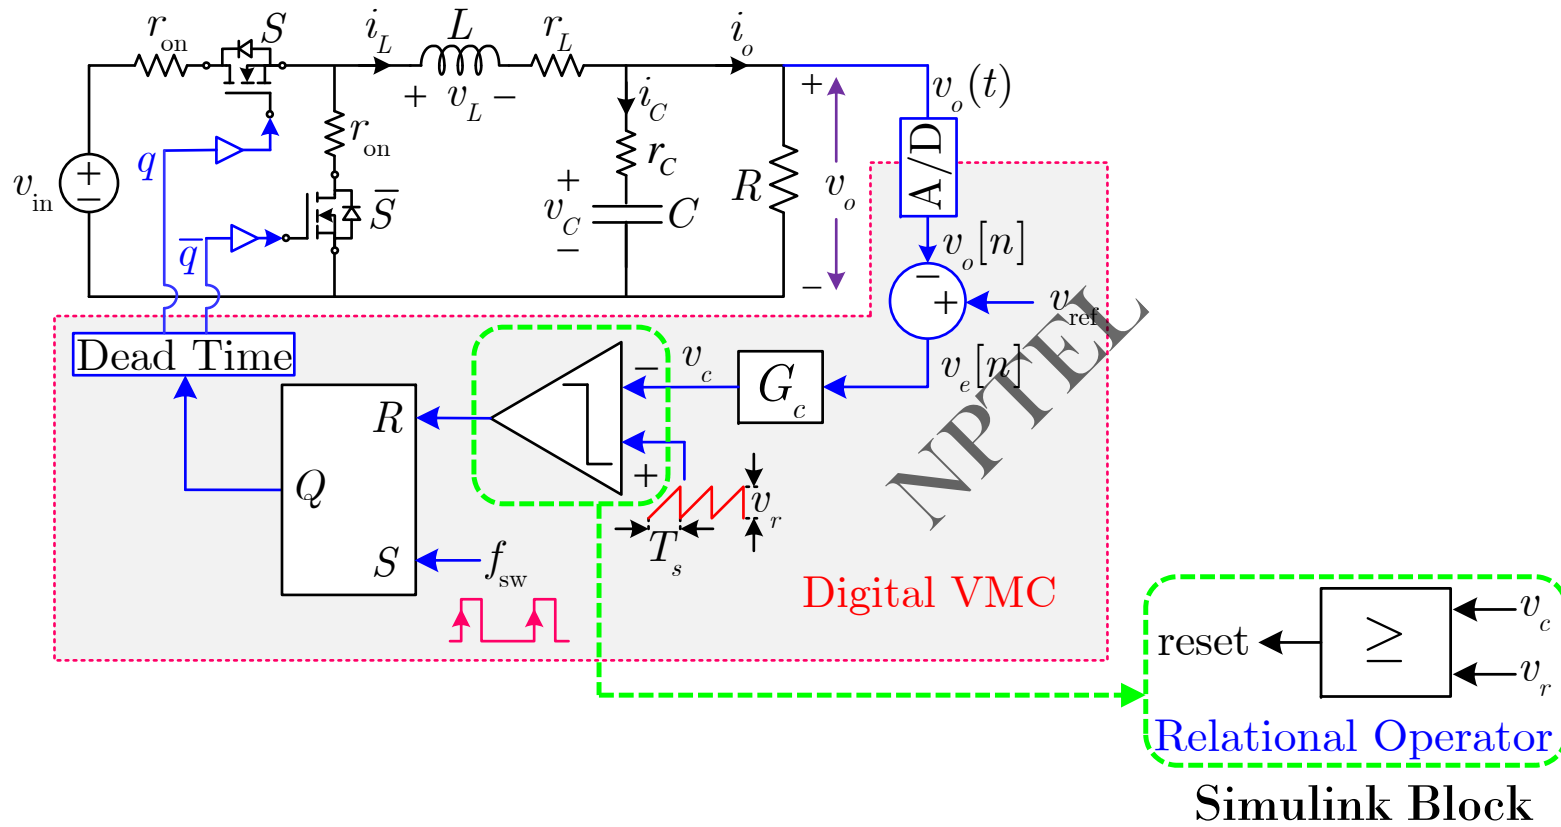 r_on
S
i_L
L
r_L
i_o
+ v_L −
i_C
v_o(t)
+
A/D
q
r_on
r_C
R
v_o
v_in
+
−
S̅
+
v_C
−
C
q̅
v_o[n]
−
+
v_ref
−
Dead Time
v_c
−
G_c
v_e[n]
R
+
NPTEL
Q
v_r
T_s
S
f_sw
Digital VMC
v_c
reset
≥
v_r
Relational Operator
Simulink Block